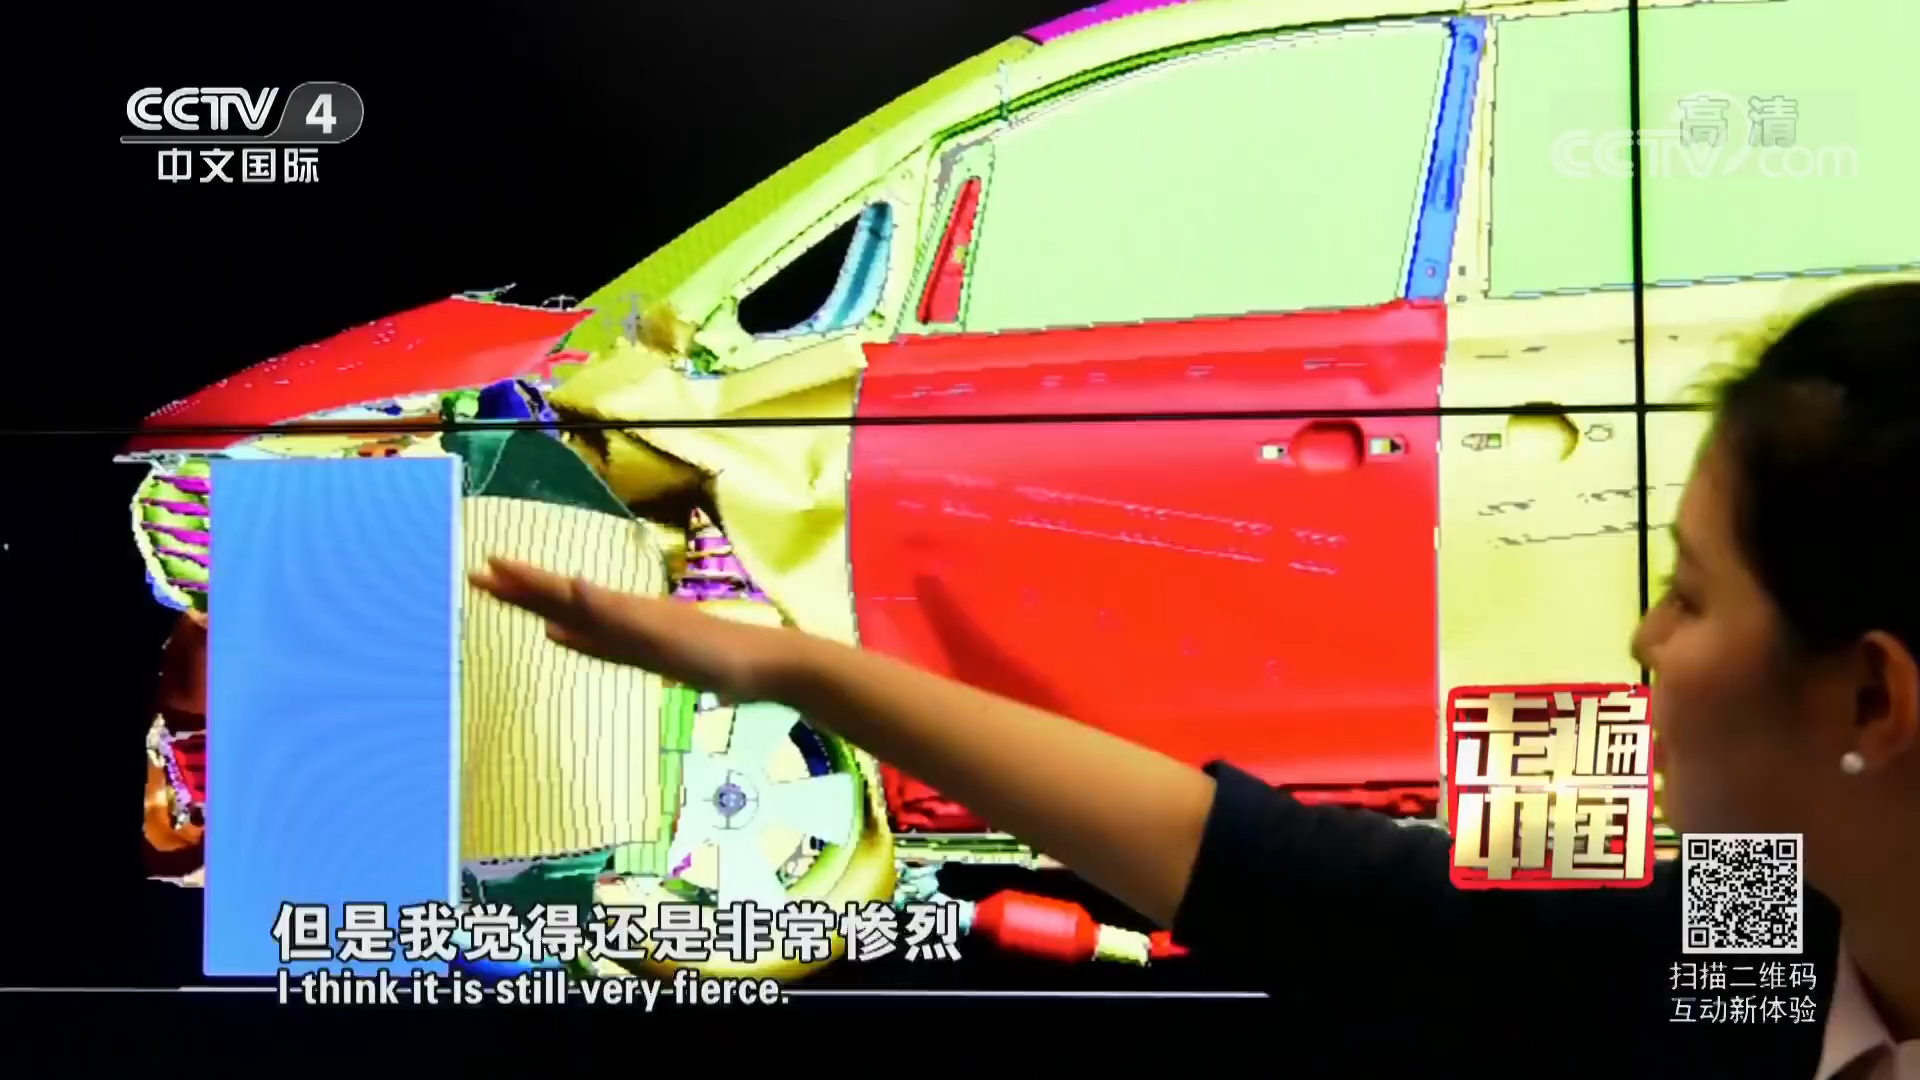 CCTV 4
中文国际
高清
CCTV.com
走遍
中国
但是我觉得还是非常惨烈
I think it is still very fierce.
扫描二维码
互动新体验